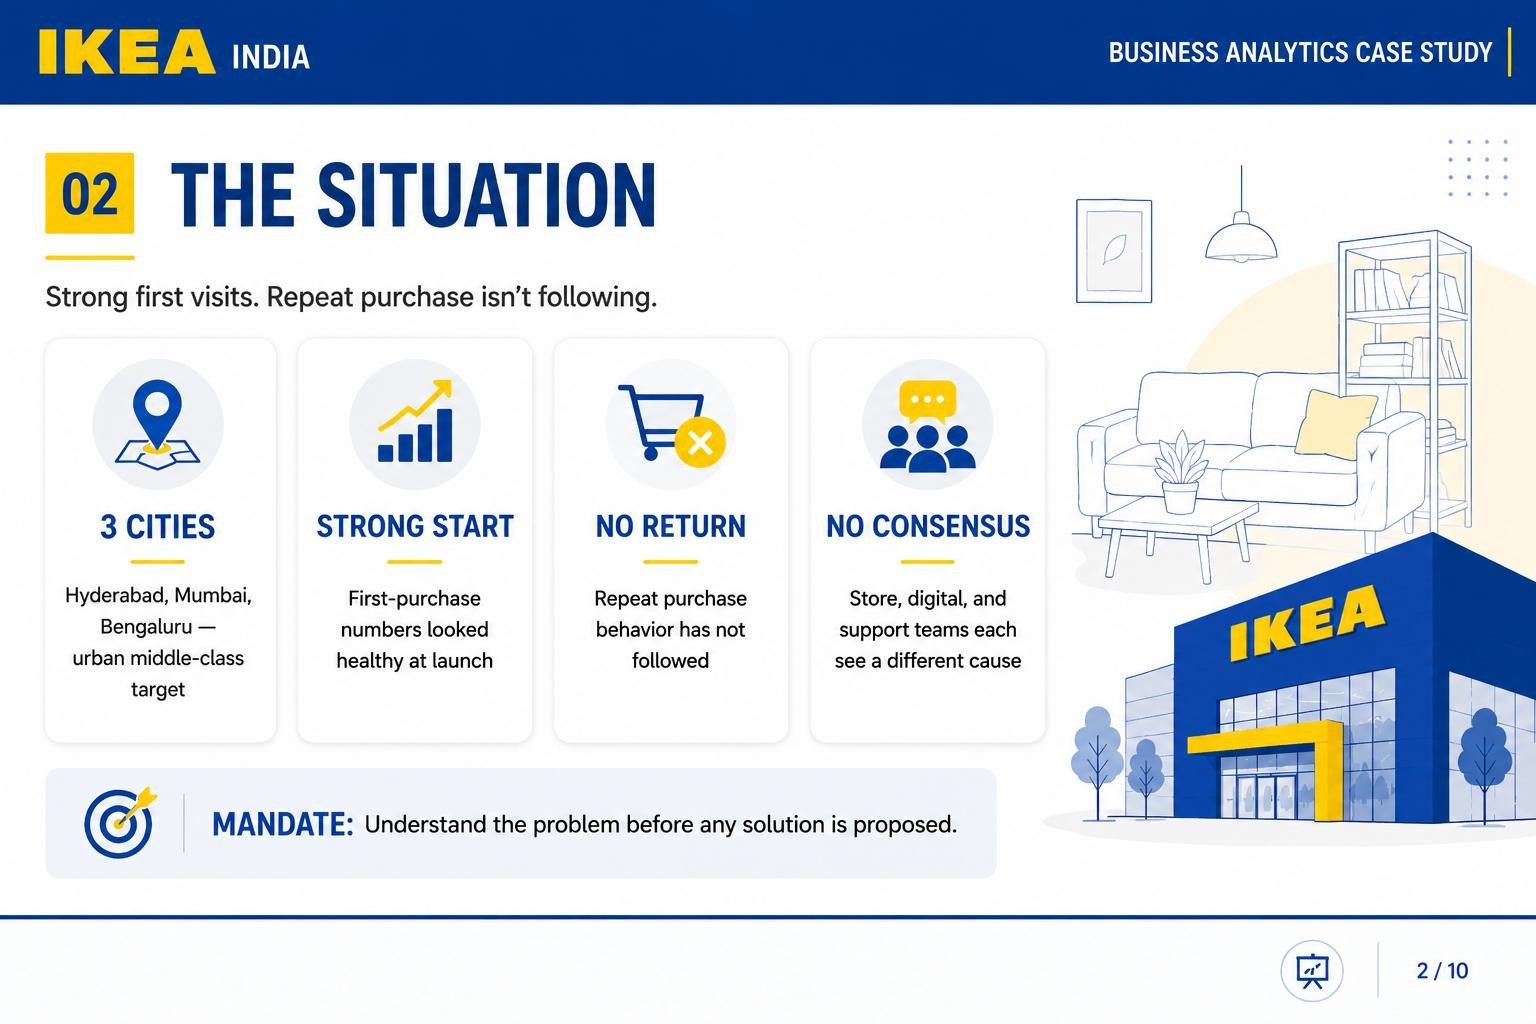 IKEA INDIA
BUSINESS ANALYTICS CASE STUDY
02
THE SITUATION
Strong first visits. Repeat purchase isn’t following.
3 CITIES
Hyderabad, Mumbai,
Bengaluru —
urban middle-class
target
STRONG START
First-purchase
numbers looked
healthy at launch
NO RETURN
Repeat purchase
behavior has not
followed
NO CONSENSUS
Store, digital, and
support teams each
see a different cause
IKEA
MANDATE: Understand the problem before any solution is proposed.
2 / 10